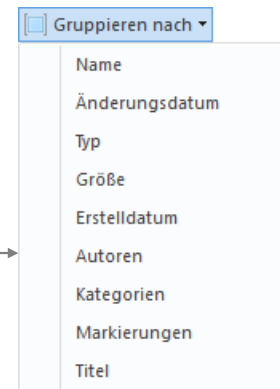 Gruppieren nach
Name
Änderungsdatum
Typ
Größe
Erstelldatum
Autoren
Kategorien
Markierungen
Titel